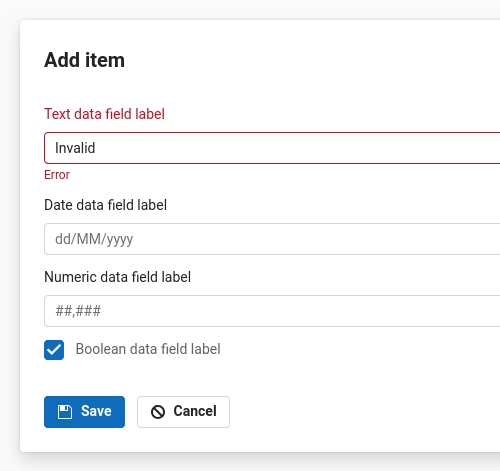 Add item
Text data field label
Invalid
Error
Date data field label
dd/MM/yyyy
Numeric data field label
##,###
Boolean data field label
Save Cancel